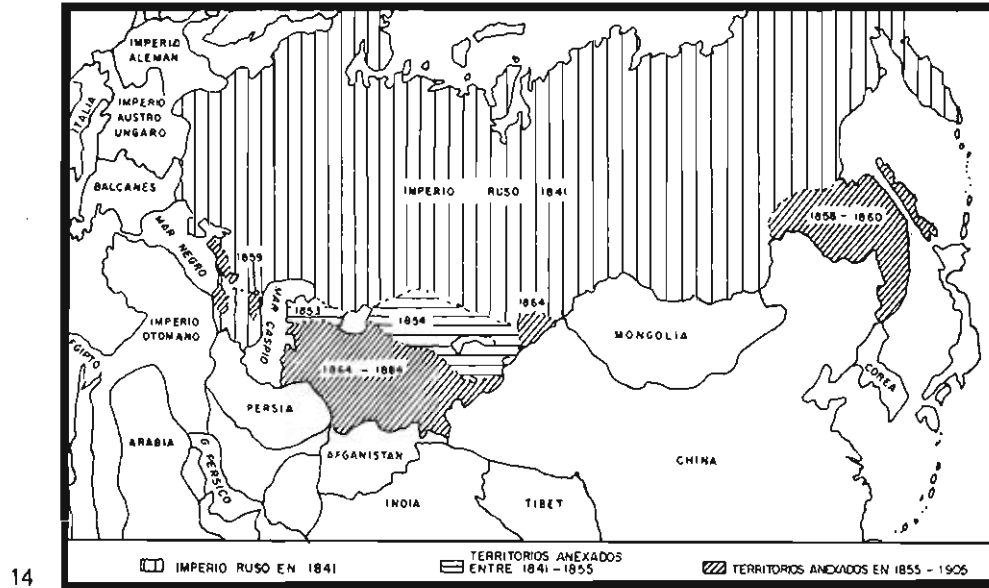 IMPERIO
ALEMAN
IMPERIO
AUSTRO
UNGARO
ITALIA
BALCANES
MAR NEGRO
IMPERIO RUSO 1841
1858 - 1860
1859
MAR CASPIO
1853
1854
1864
MONGOLIA
IMPERIO
OTOMANO
1864 - 1884
COREA
EGIPTO
PERSIA
ARABIA
G PERSICO
AFGANISTAN
CHINA
INDIA
TIBET
IMPERIO RUSO EN 1841
TERRITORIOS ANEXADOS
ENTRE 1841-1855
TERRITORIOS ANEXADOS EN 1855 - 1905
14